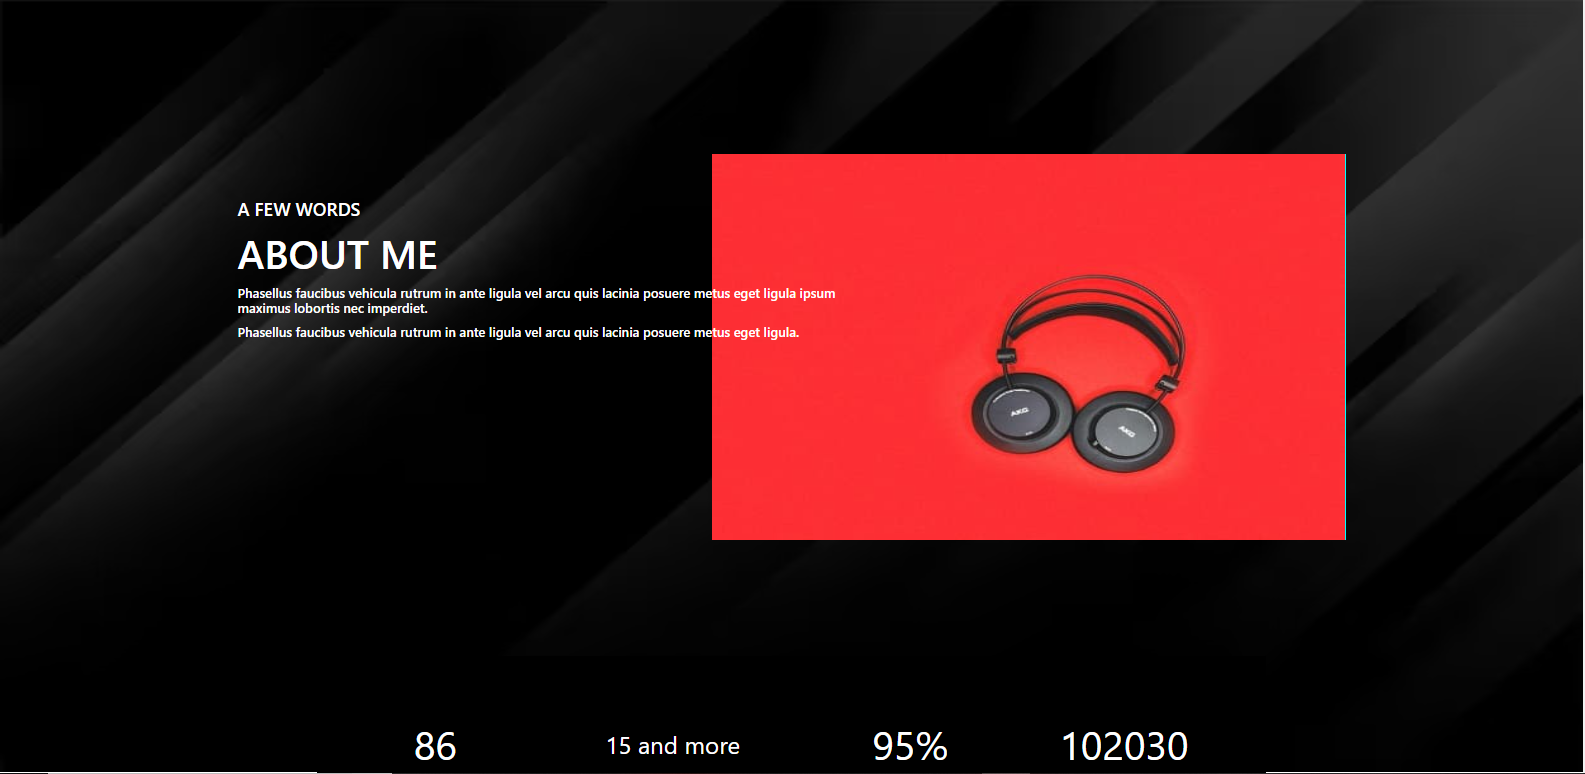 A FEW WORDS
ABOUT ME
Phasellus faucibus vehicula rutrum in ante ligula vel arcu quis lacinia posuere metus eget ligula ipsum
maximus lobortis nec imperdiet.
Phasellus faucibus vehicula rutrum in ante ligula vel arcu quis lacinia posuere metus eget ligula.
AKG
AKG
86
15 and more
95%
102030